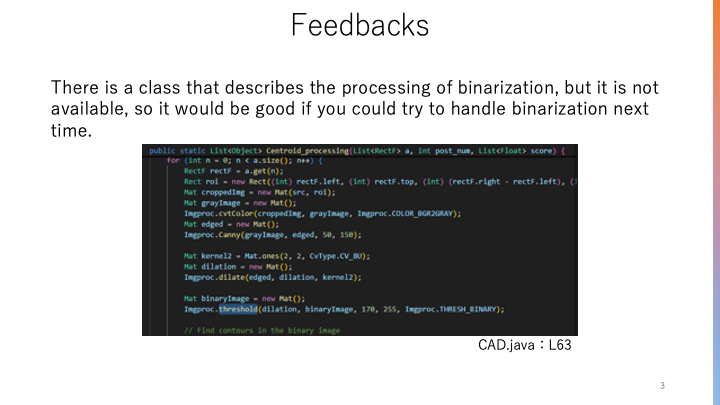 Feedbacks
There is a class that describes the processing of binarization, but it is not
available, so it would be good if you could try to handle binarization next
time.
public static List<Object> Centroid_processing(List<RectF> a, int post_num, List<Float> score) {
for (int n = 0; n < a.size(); n++) {
RectF rectF = a.get(n);
Rect roi = new Rect((int) rectF.left, (int) rectF.top, (int) (rectF.right - rectF.left), (
Mat croppedImg = new Mat(src, roi);
Mat grayImage = new Mat();
Imgproc.cvtColor(croppedImg, grayImage, Imgproc.COLOR_BGR2GRAY);
Mat edged = new Mat();
Imgproc.Canny(grayImage, edged, 50, 150);
Mat kernel2 = Mat.ones(2, 2, CvType.CV_8U);
Mat dilation = new Mat();
Imgproc.dilate(edged, dilation, kernel2);
Mat binaryImage = new Mat();
Imgproc.threshold(dilation, binaryImage, 170, 255, Imgproc.THRESH_BINARY);
// Find contours in the binary image
CAD.java：L63
3